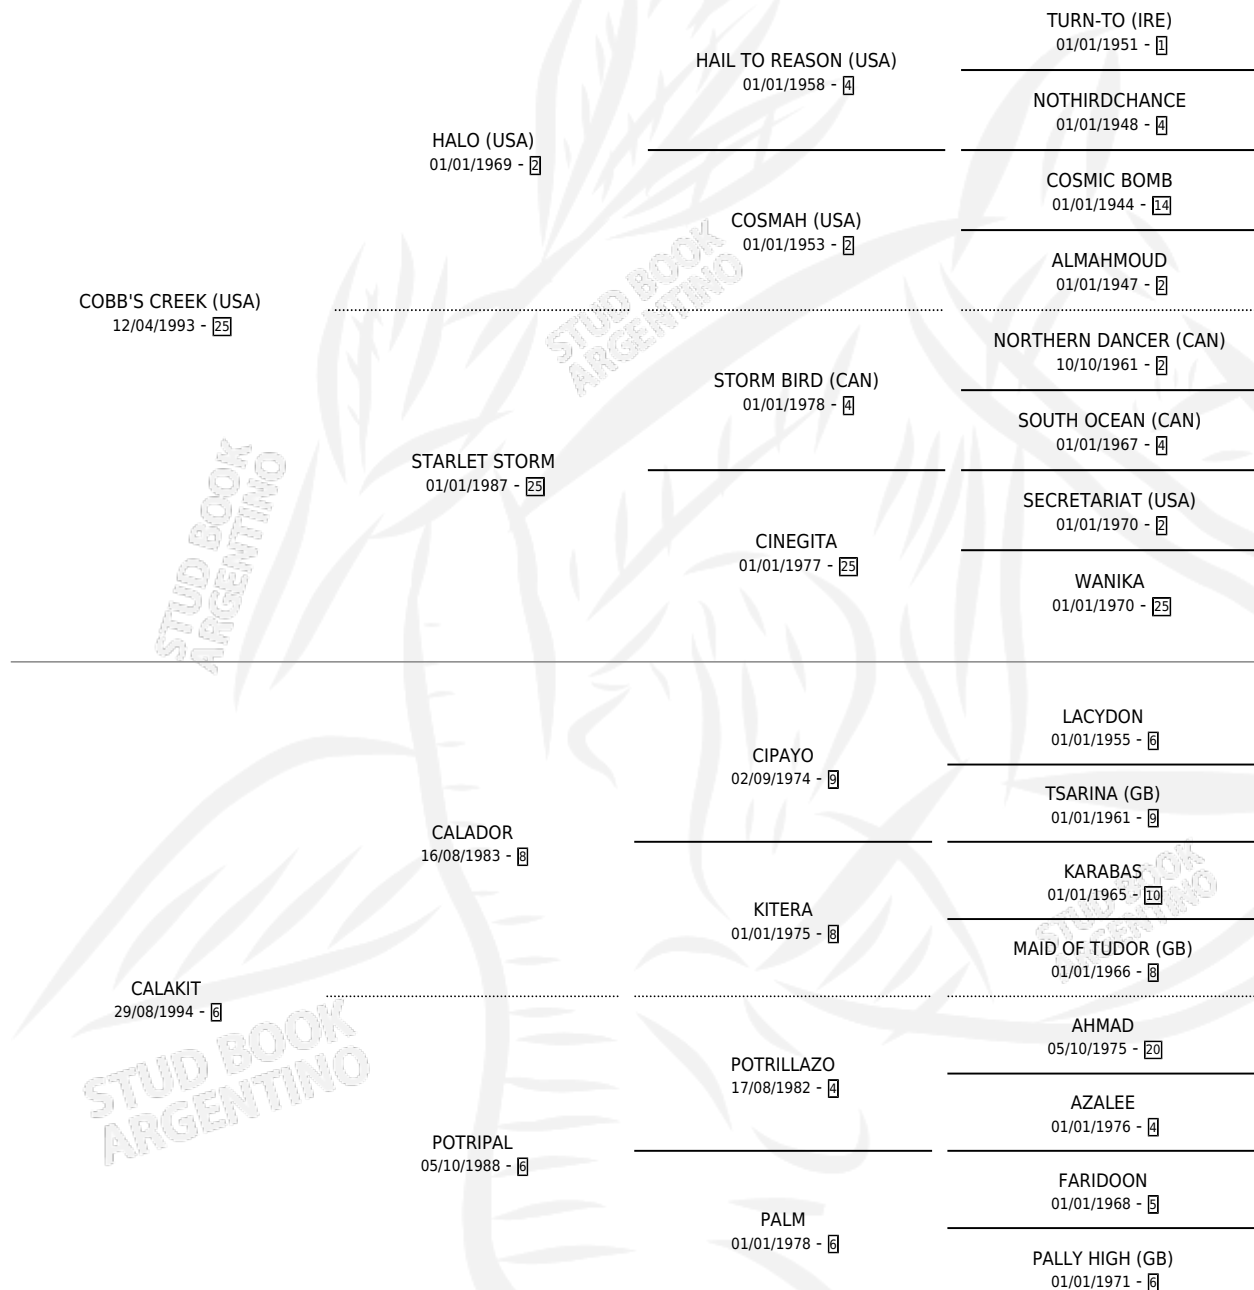 COBB'S CREEK (USA)
12/04/1993 - 25
HALO (USA)
01/01/1969 - 2
HAIL TO REASON (USA)
01/01/1958 - 4
TURN-TO (IRE)
01/01/1951 - 1
NOTHIRDCHANCE
01/01/1948 - 4
COSMAH (USA)
01/01/1953 - 2
COSMIC BOMB
01/01/1944 - 14
ALMAHMOUD
01/01/1947 - 2
STARLET STORM
01/01/1987 - 25
STORM BIRD (CAN)
01/01/1978 - 4
NORTHERN DANCER (CAN)
10/10/1961 - 2
SOUTH OCEAN (CAN)
01/01/1967 - 4
CINEGITA
01/01/1977 - 25
SECRETARIAT (USA)
01/01/1970 - 2
WANIKA
01/01/1970 - 25
CALAKIT
29/08/1994 - 6
CALADOR
16/08/1983 - 8
CIPAYO
02/09/1974 - 9
LACYDON
01/01/1955 - 6
TSARINA (GB)
01/01/1961 - 9
KITERA
01/01/1975 - 8
KARABAS
01/01/1965 - 10
MAID OF TUDOR (GB)
01/01/1966 - 8
POTRIPAL
05/10/1988 - 6
POTRILLAZO
17/08/1982 - 4
AHMAD
05/10/1975 - 20
AZALEE
01/01/1976 - 4
PALM
01/01/1978 - 6
FARIDOON
01/01/1968 - 5
PALLY HIGH (GB)
01/01/1971 - 6
STUD BOOK
ARGENTINO
STUD BOOK
ARGENTINO
STUD BOOK
ARGENTINO
STUD BOOK
ARGENTINO